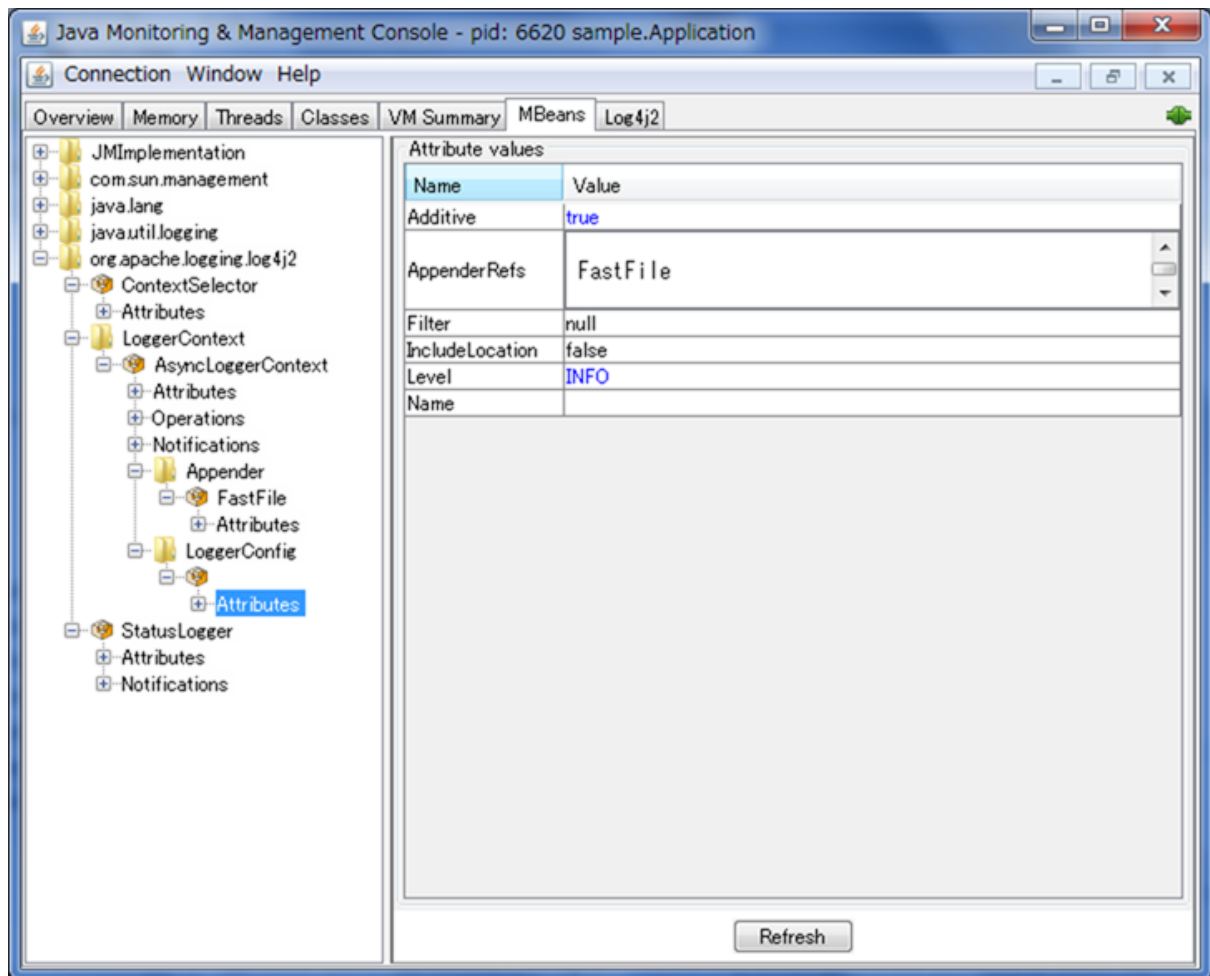 Java Monitoring & Management Console - pid: 6620 sample.Application
Connection Window Help
Overview Memory Threads Classes VM Summary MBeans Log4j2
JMImplementation
com.sun.management
java.lang
java.util.logging
org.apache.logging.log4j2
ContextSelector
Attributes
LoggerContext
AsyncLoggerContext
Attributes
Operations
Notifications
Appender
FastFile
Attributes
LoggerConfig
Attributes
StatusLogger
Attributes
Notifications
Attribute values
Name Value
Additive true
AppenderRefs FastFile
Filter null
IncludeLocation false
Level INFO
Name
Refresh